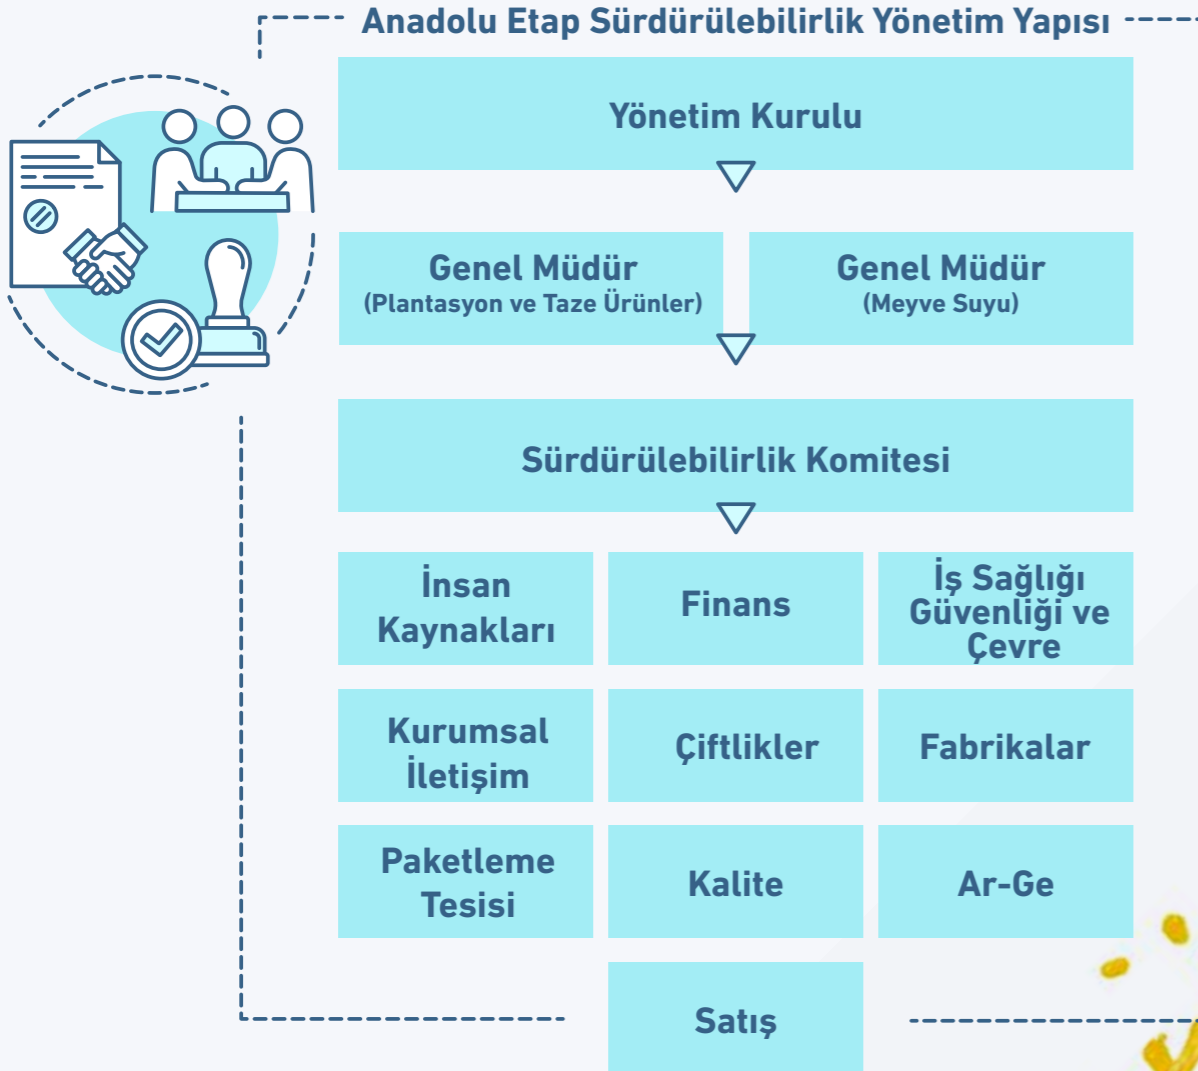 Anadolu Etap Sürdürülebilirlik Yönetim Yapısı
Yönetim Kurulu
Genel Müdür
(Plantasyon ve Taze Ürünler)
Genel Müdür
(Meyve Suyu)
Sürdürülebilirlik Komitesi
İnsan
Kaynakları
Finans
İş Sağlığı
Güvenliği ve
Çevre
Kurumsal
İletişim
Çiftlikler
Fabrikalar
Paketleme
Tesisi
Kalite
Ar-Ge
Satış